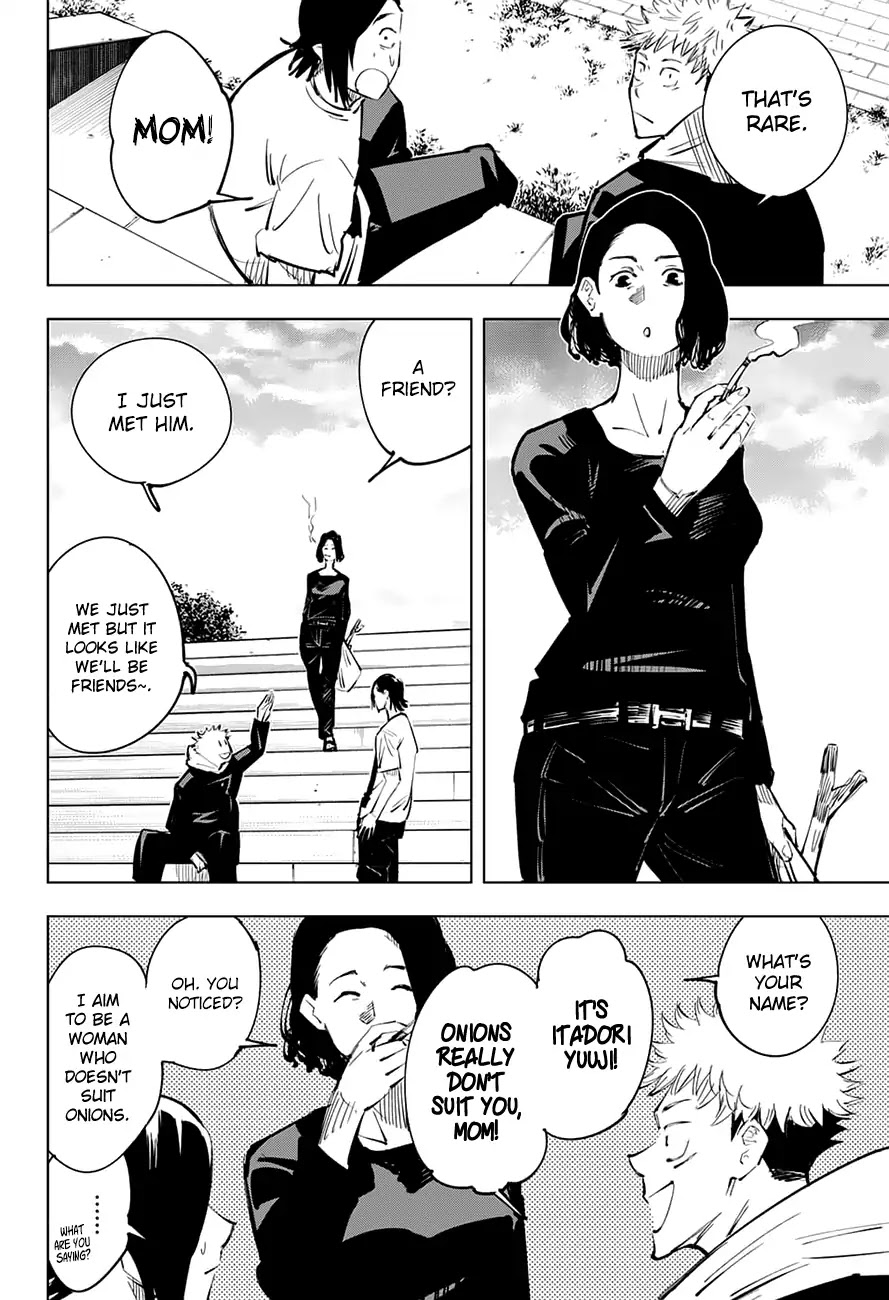 THAT'S
RARE.
MOM!
A
FRIEND?
I JUST
MET HIM.
WE JUST
MET BUT IT
LOOKS LIKE
WE'LL BE
FRIENDS~.
WHAT'S
YOUR
NAME?
IT'S
ITADORI
YUUJI!
ONIONS
REALLY
DON'T
SUIT YOU,
MOM!
OH. YOU
NOTICED?
I AIM
TO BE A
WOMAN
WHO
DOESN'T
SUIT
ONIONS.
......
WHAT
ARE YOU
SAYING?